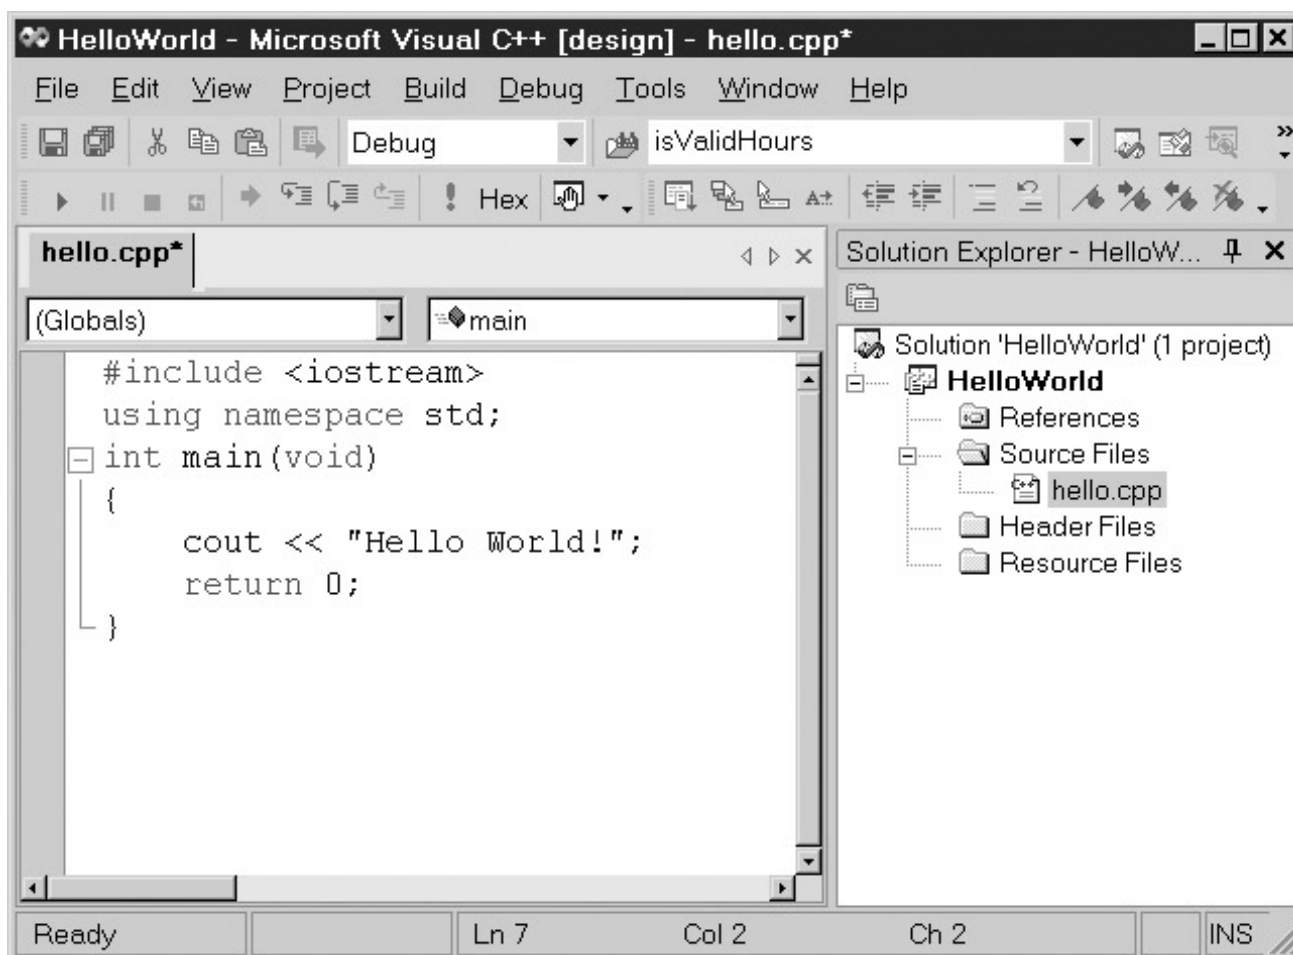 HelloWorld - Microsoft Visual C++ [design] - hello.cpp*
File Edit View Project Build Debug Tools Window Help
Debug isValidHours
Hex
hello.cpp*
(Globals) main
#include <iostream>
using namespace std;
int main(void)
{
cout << "Hello World!";
return 0;
}
Solution Explorer - HelloW...
Solution 'HelloWorld' (1 project)
HelloWorld
References
Source Files
hello.cpp
Header Files
Resource Files
Ready Ln 7 Col 2 Ch 2 INS